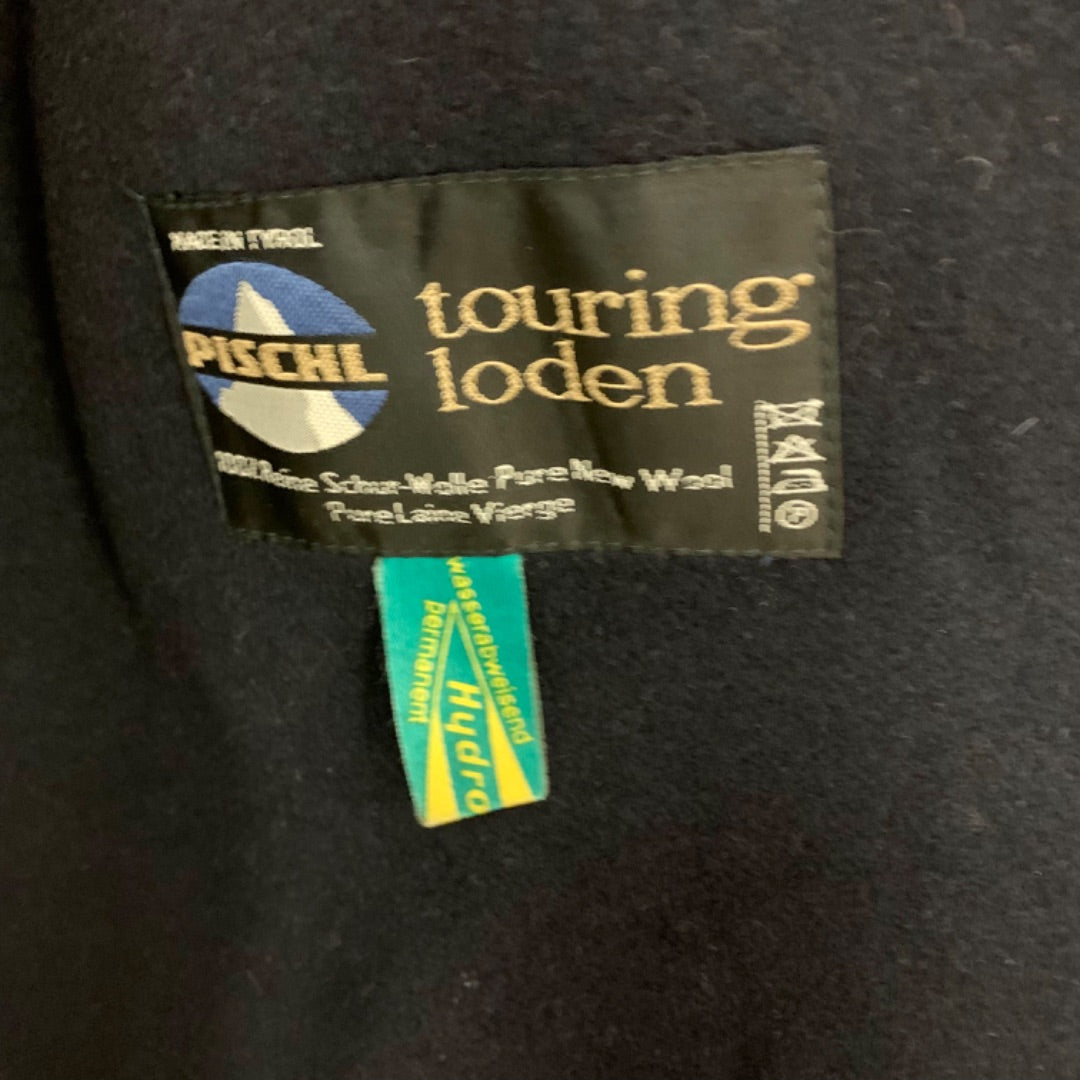 MADE IN TYROL
PISCHL
touring
loden
100% Reine Schur-Wolle Pure New Wool
Pure Laine Vierge
P
wasserabweisend
permanent
Hydro